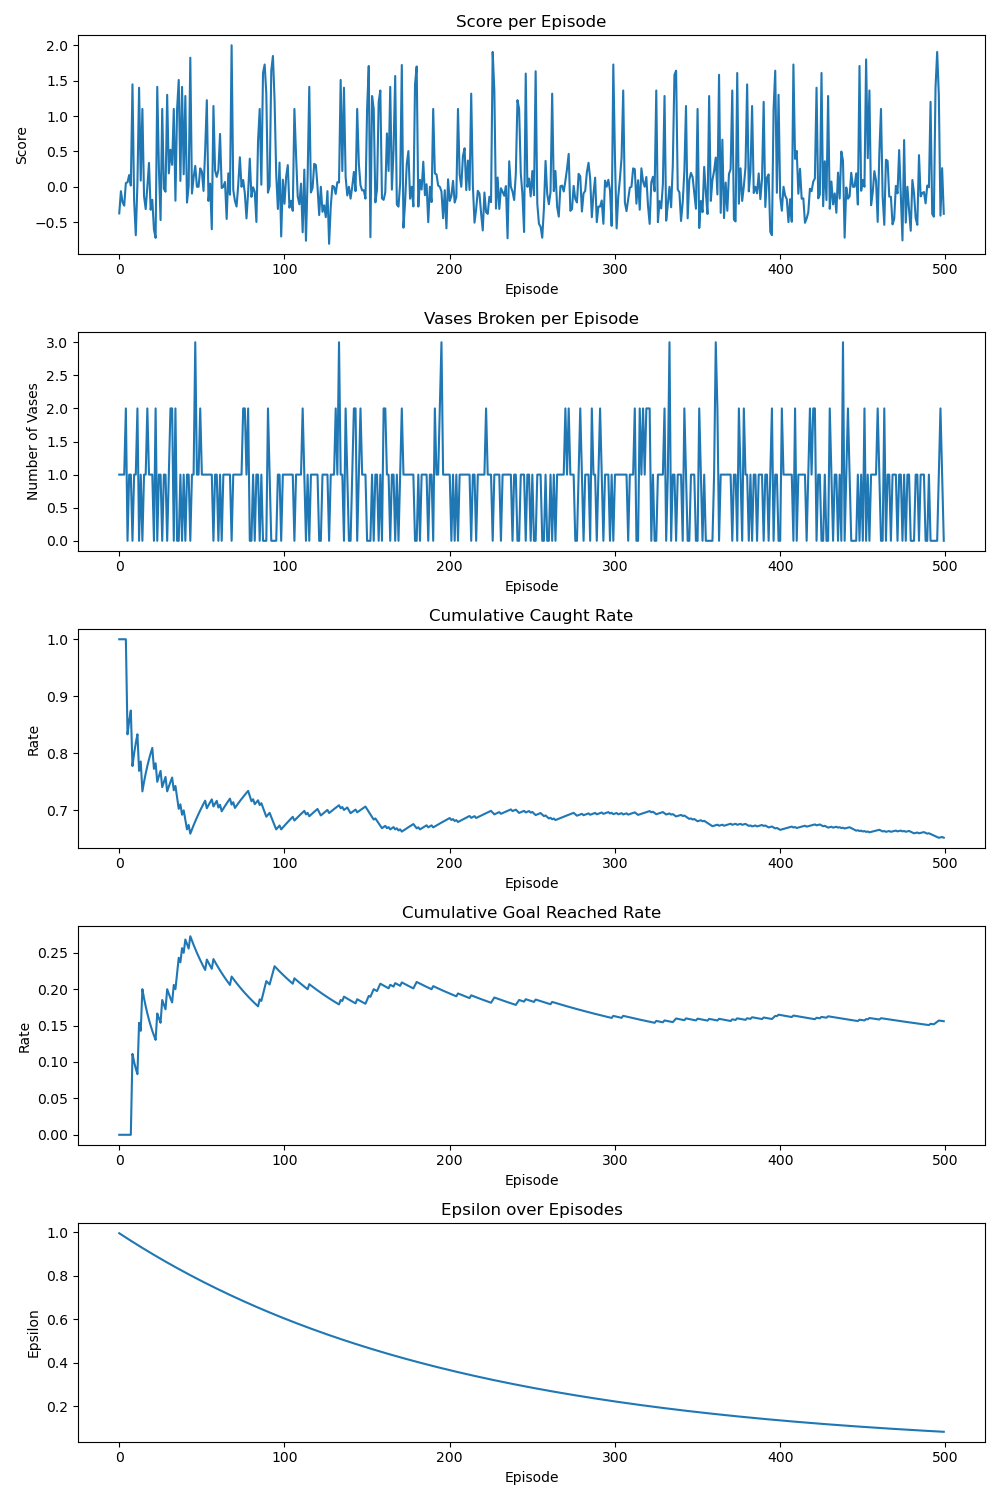 Score per Episode
2.0
1.5
1.0
0.5
0.0
−0.5
Score
0 100 200 300 400 500
Episode
Vases Broken per Episode
3.0
2.5
2.0
1.5
1.0
0.5
0.0
Number of Vases
0 100 200 300 400 500
Episode
Cumulative Caught Rate
1.0
0.9
0.8
0.7
Rate
0 100 200 300 400 500
Episode
Cumulative Goal Reached Rate
0.25
0.20
0.15
0.10
0.05
0.00
Rate
0 100 200 300 400 500
Episode
Epsilon over Episodes
1.0
0.8
0.6
0.4
0.2
Epsilon
0 100 200 300 400 500
Episode